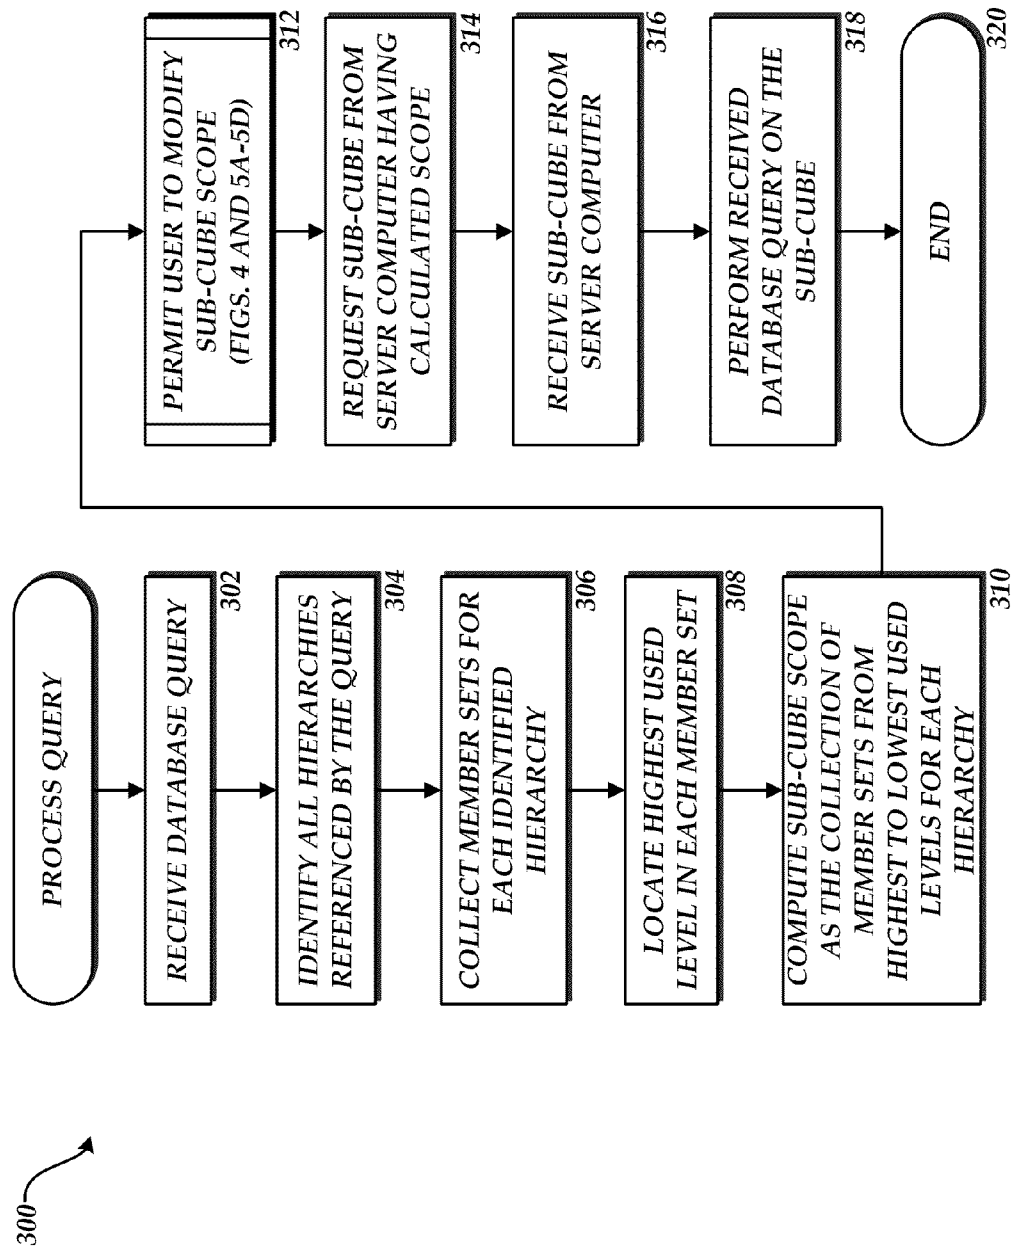 300
PROCESS QUERY
RECEIVE DATABASE QUERY
302
IDENTIFY ALL HIERARCHIES
REFERENCED BY THE QUERY
304
COLLECT MEMBER SETS FOR
EACH IDENTIFIED
HIERARCHY
306
LOCATE HIGHEST USED
LEVEL IN EACH MEMBER SET
308
COMPUTE SUB-CUBE SCOPE
AS THE COLLECTION OF
MEMBER SETS FROM
HIGHEST TO LOWEST USED
LEVELS FOR EACH
HIERARCHY
310
PERMIT USER TO MODIFY
SUB-CUBE SCOPE
(FIGS. 4 AND 5A-5D)
312
REQUEST SUB-CUBE FROM
SERVER COMPUTER HAVING
CALCULATED SCOPE
314
RECEIVE SUB-CUBE FROM
SERVER COMPUTER
316
PERFORM RECEIVED
DATABASE QUERY ON THE
SUB-CUBE
318
END
320